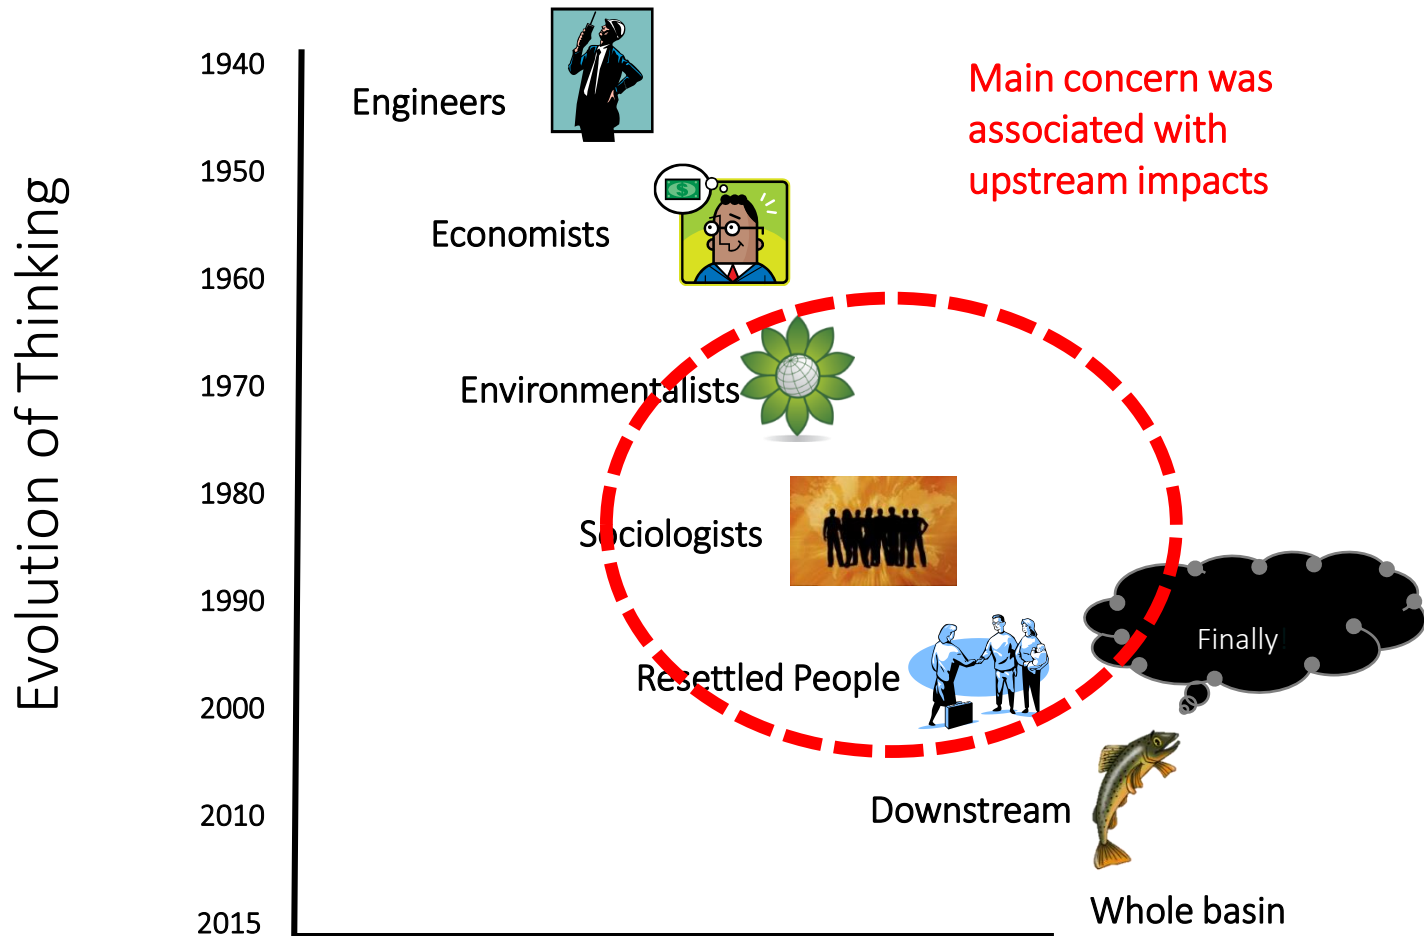 Evolution of Thinking
1940
1950
1960
1970
1980
1990
2000
2010
2015
Engineers
Economists
Environmentalists
Sociologists
Resettled People
Downstream
Whole basin
Main concern was
associated with
upstream impacts
$
Finally!